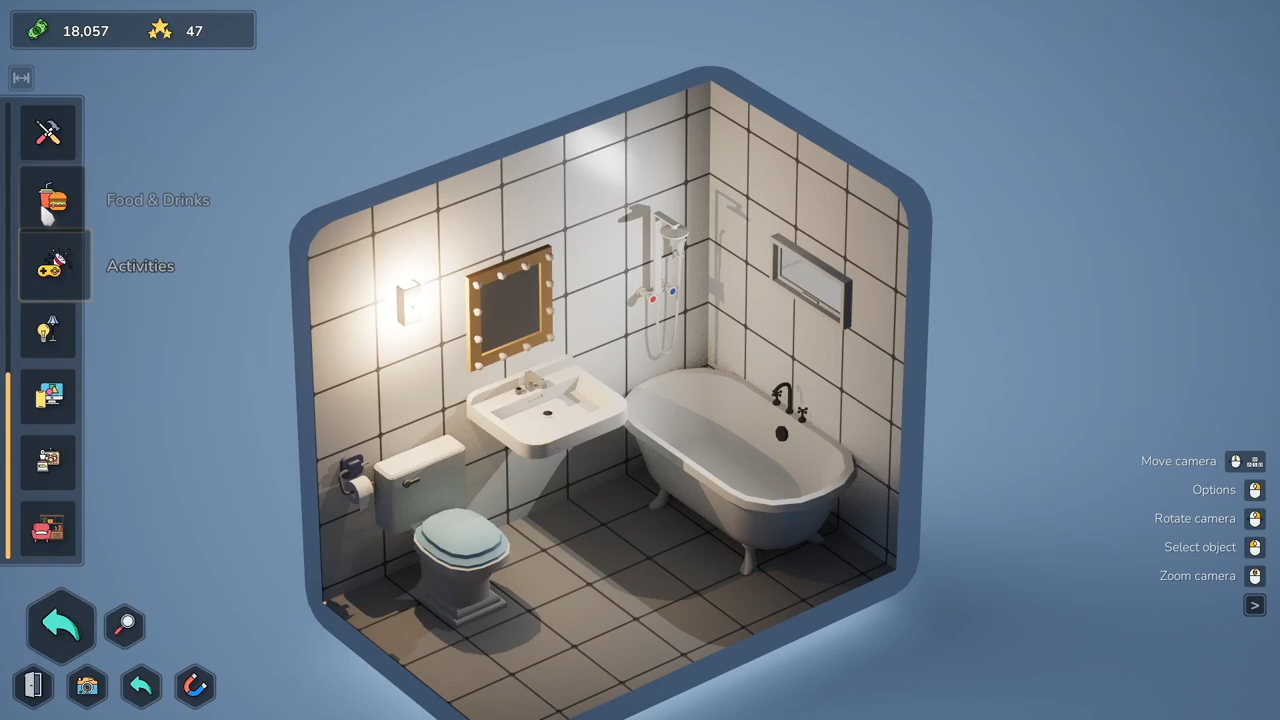 18,057
47
Food & Drinks
Activities
Move camera
Options
Rotate camera
Select object
Zoom camera
>